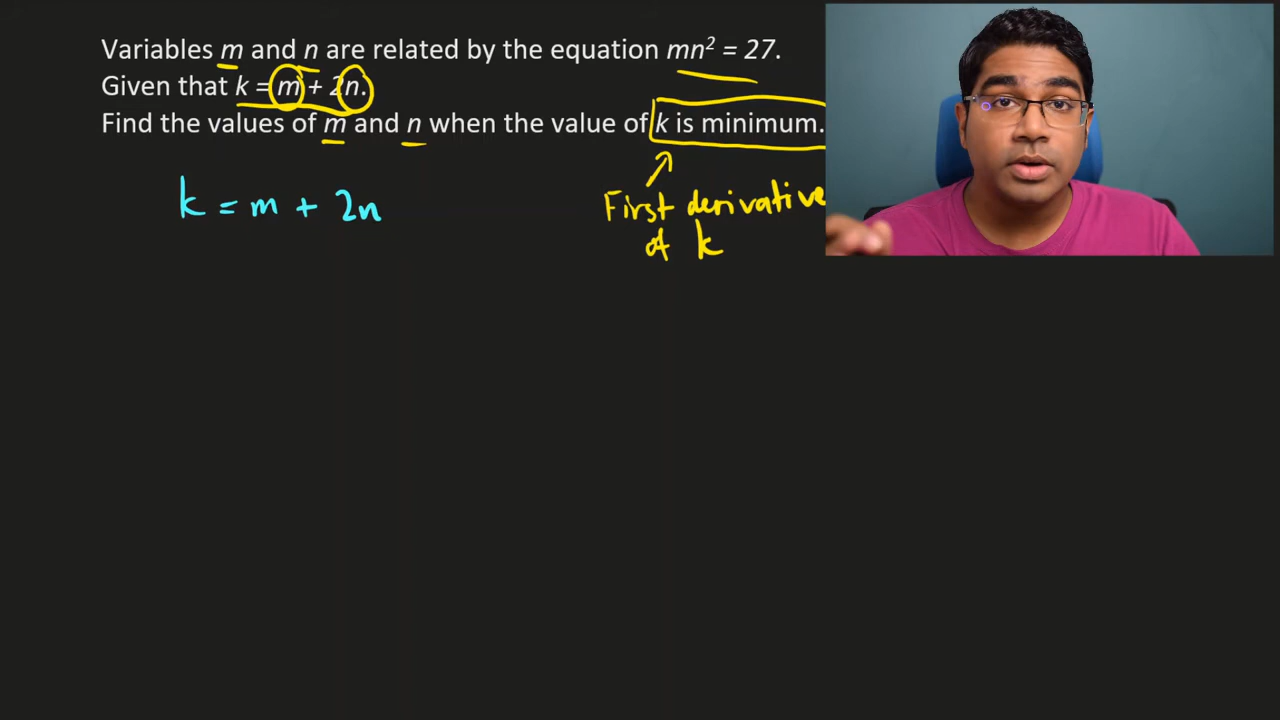 Variables m and n are related by the equation mn² = 27.
Given that k = m + 2n.
Find the values of m and n when the value of k is minimum.
k = m + 2n
First derivative
of k